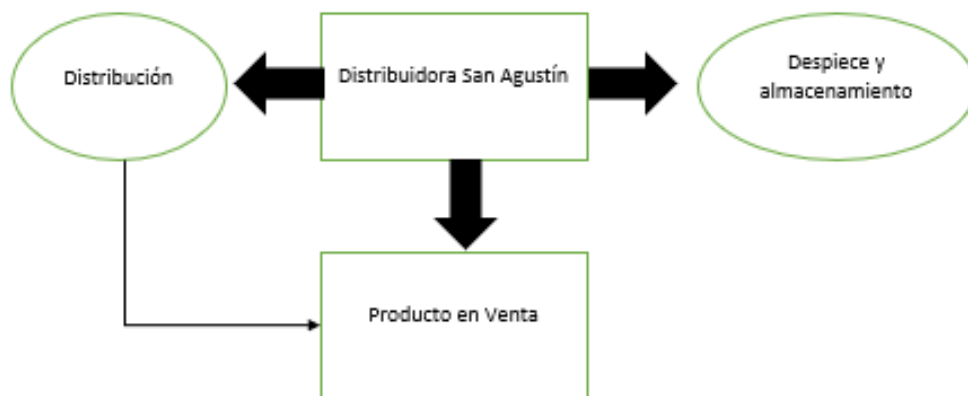 Distribución
Distribuidora San Agustín
Despiece y
almacenamiento
Producto en Venta